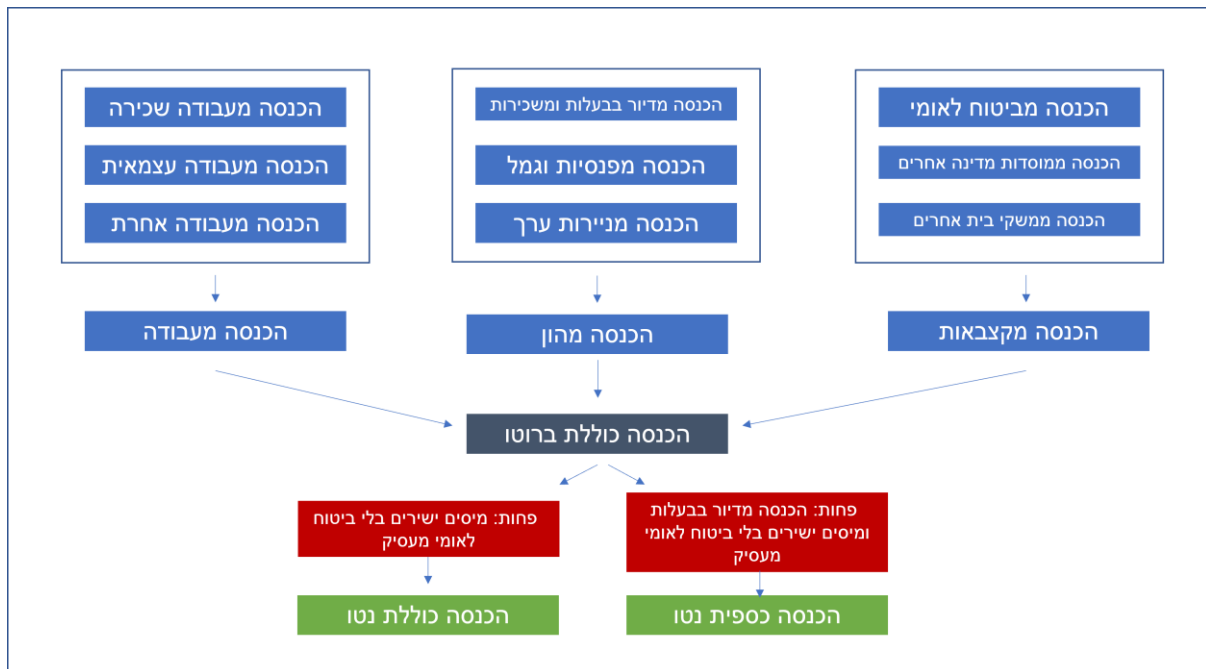 הכנסה מביטוח לאומי
הכנסה ממוסדות מדינה אחרים
הכנסה ממשקי בית אחרים
הכנסה מדיור בבעלות ומשכירות
הכנסה מפנסיות וגמל
הכנסה מניירות ערך
הכנסה מעבודה שכירה
הכנסה מעבודה עצמאית
הכנסה מעבודה אחרת
הכנסה מקצבאות
הכנסה מהון
הכנסה מעבודה
הכנסה כוללת ברוטו
פחות: הכנסה מדיור בבעלות
ומיסים ישירים בלי ביטוח לאומי
מעסיק
פחות: מיסים ישירים בלי ביטוח
לאומי מעסיק
הכנסה כספית נטו
הכנסה כוללת נטו